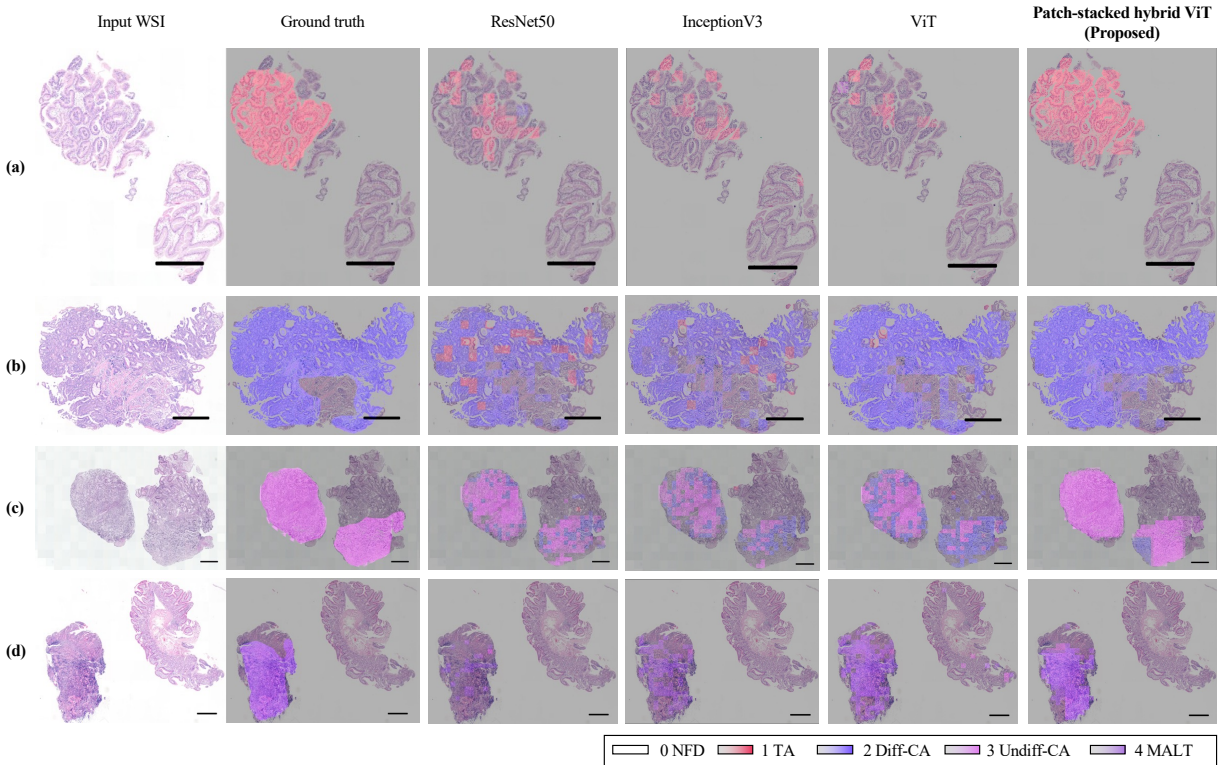 Input WSI Ground truth ResNet50 InceptionV3 ViT Patch-stacked hybrid ViT
(Proposed)
(a)
(b)
(c)
(d)
0 NFD 1 TA 2 Diff-CA 3 Undiff-CA 4 MALT